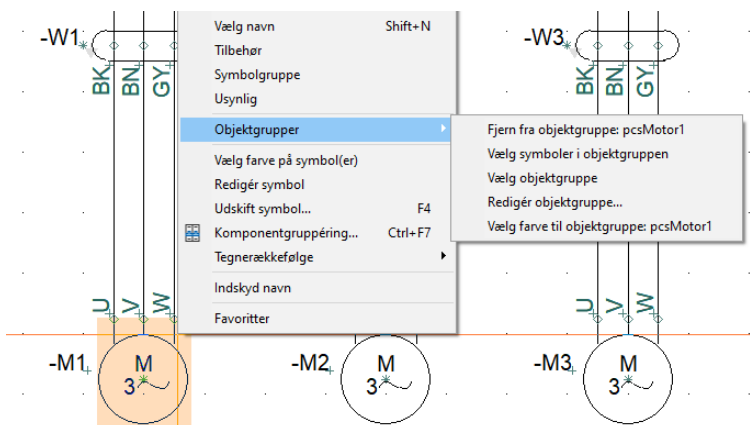 -W1
BK
BN
GY
Vælg navn Shift+N
Tilbehør
Symbolgruppe
Usynlig
Objektgrupper
Vælg farve på symbol(er)
Redigér symbol
Udskift symbol... F4
Komponentgruppéring... Ctrl+F7
Tegnerækkefølge
Indskyd navn
Favoritter
Fjern fra objektgruppe: pcsMotor1
Vælg symboler i objektgruppen
Vælg objektgruppe
Redigér objektgruppe...
Vælg farve til objektgruppe: pcsMotor1
-W3
BK
BN
GY
U
V
W
U
V
W
-M1
M
3
-M2
M
3
-M3
M
3